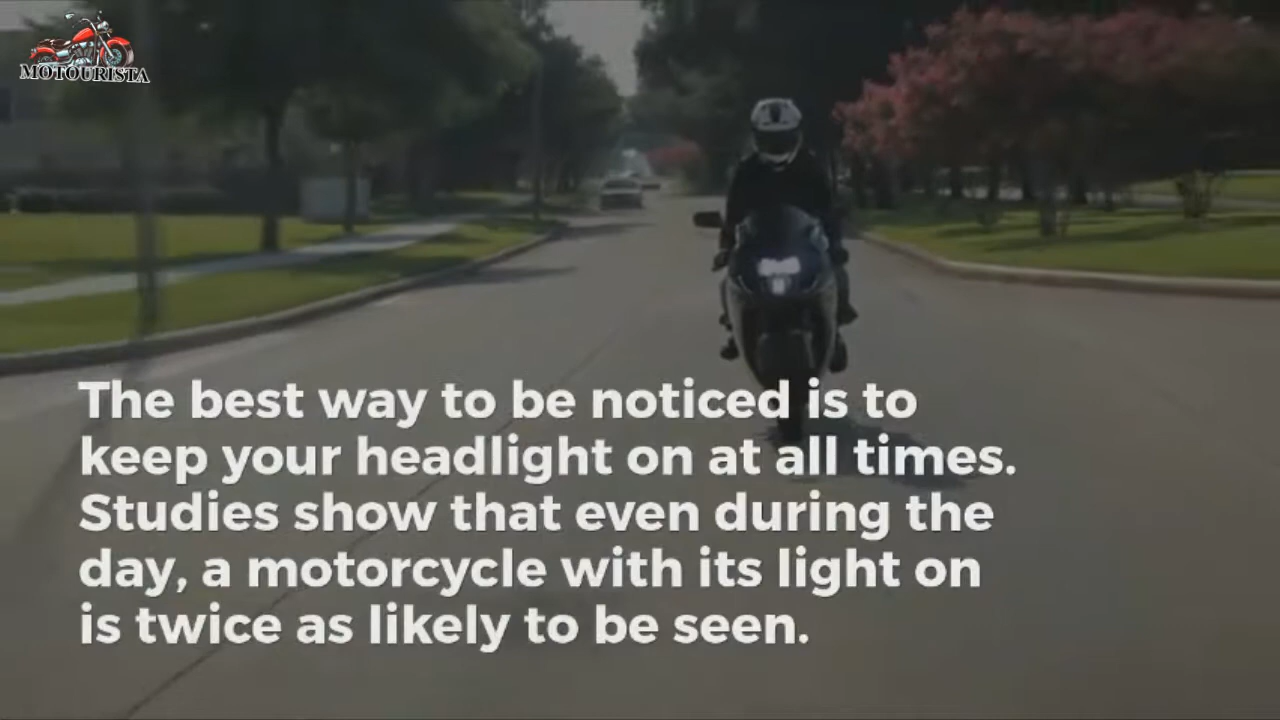 MOTOURISTA
The best way to be noticed is to
keep your headlight on at all times.
Studies show that even during the
day, a motorcycle with its light on
is twice as likely to be seen.